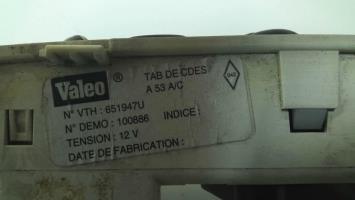 Valeo ® TAB DE CDES
A 53 A/C
N° VTH : 651947U
N° DEMO : 100886 INDICE :
TENSION : 12 V
DATE DE FABRICATION :